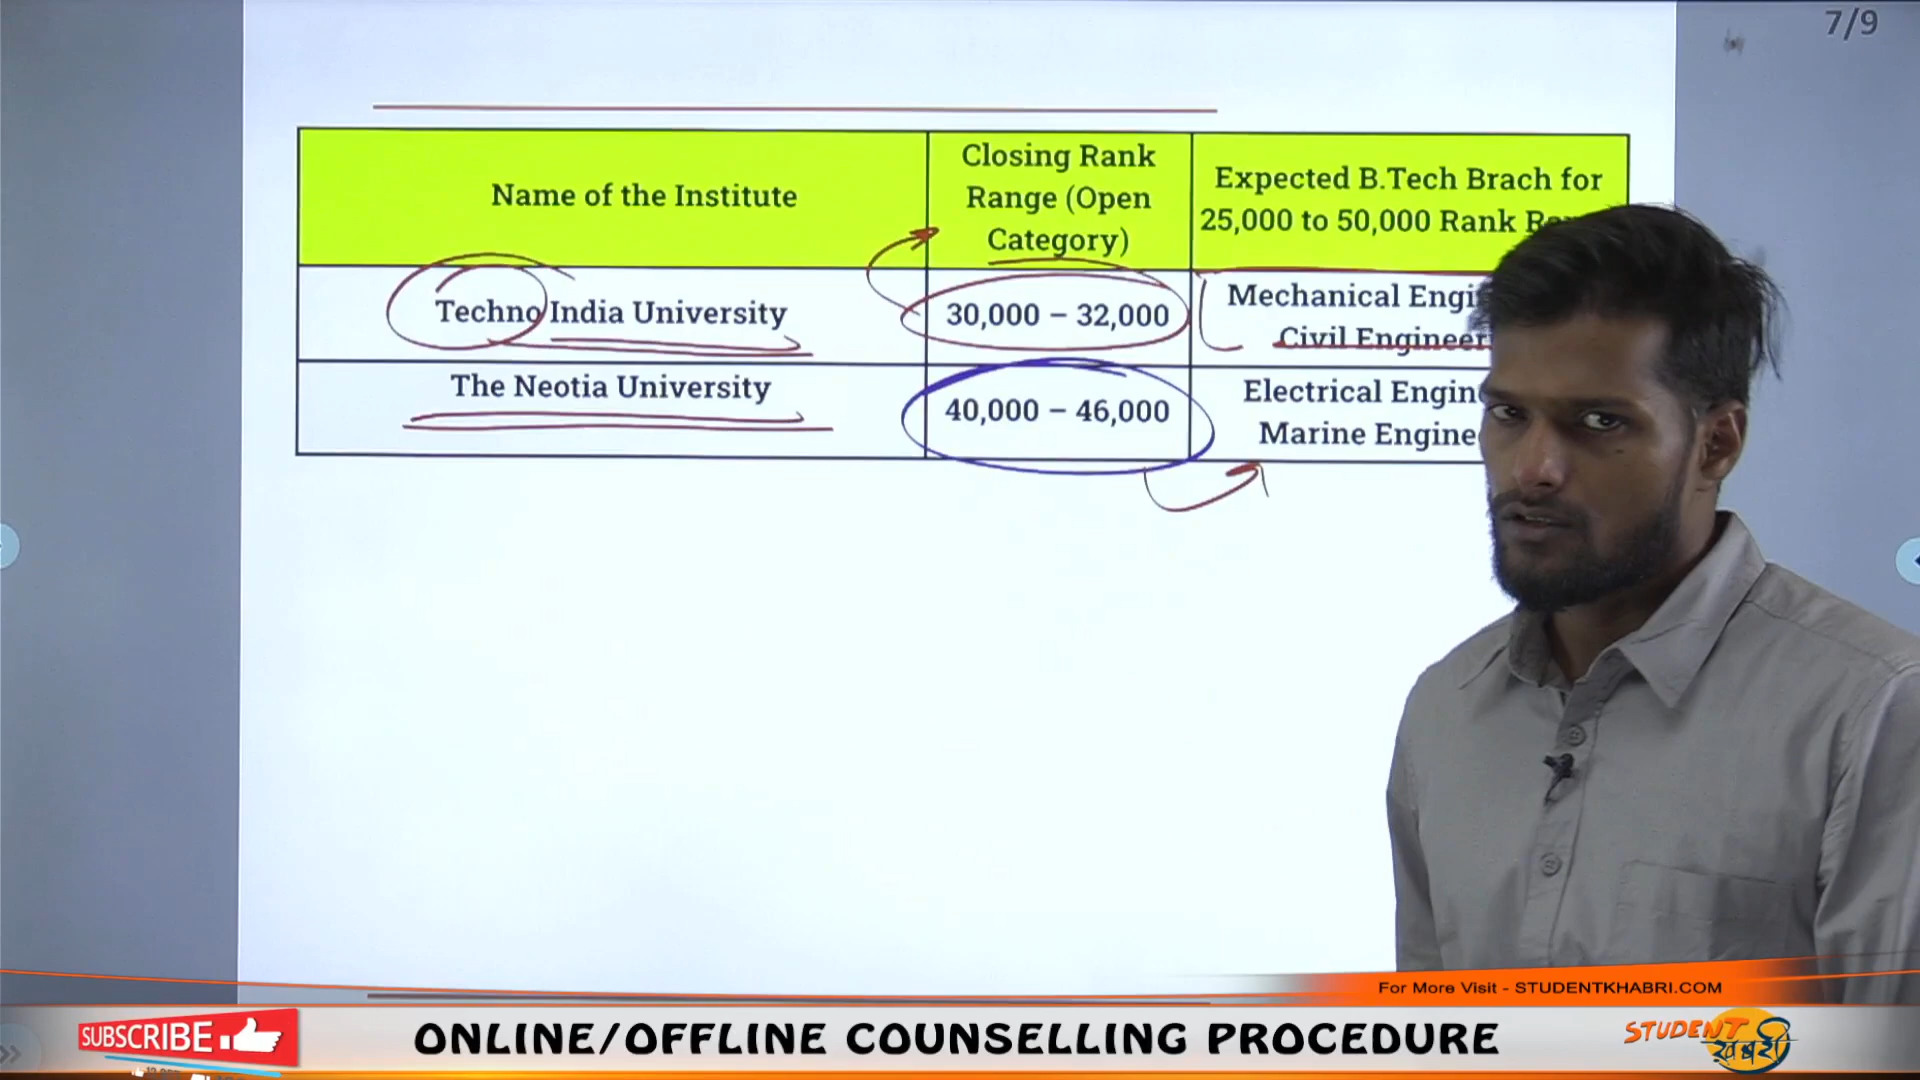 7/9
Name of the Institute
Closing Rank
Range (Open
Category)
Expected B.Tech Brach for
25,000 to 50,000 Rank
Techno India University
30,000 – 32,000
Mechanical Engi
Civil Engineer
The Neotia University
40,000 – 46,000
Electrical Engin
Marine Engine
For More Visit - STUDENTKHABRI.COM
SUBSCRIBE
ONLINE/OFFLINE COUNSELLING PROCEDURE
STUDENT
ख़बरी